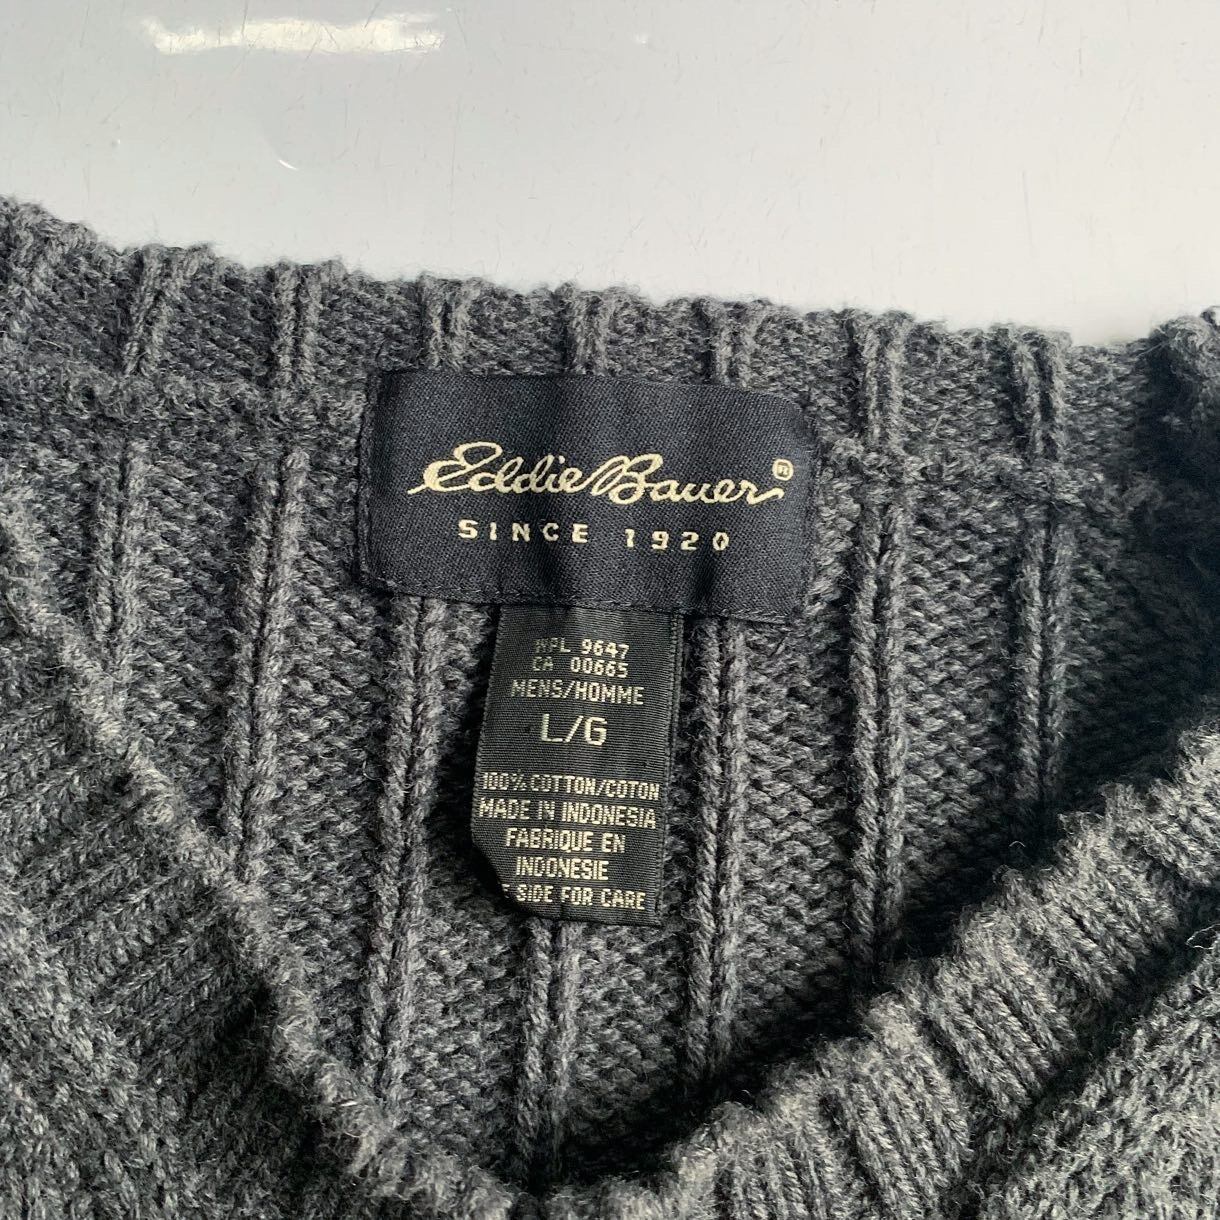 Eddie Bauer®
SINCE 1920
WPL 9647
CA 00665
MENS/HOMME
L/G
100% COTTON/COTON
MADE IN INDONESIA
FABRIQUE EN
INDONESIE
SIDE FOR CARE